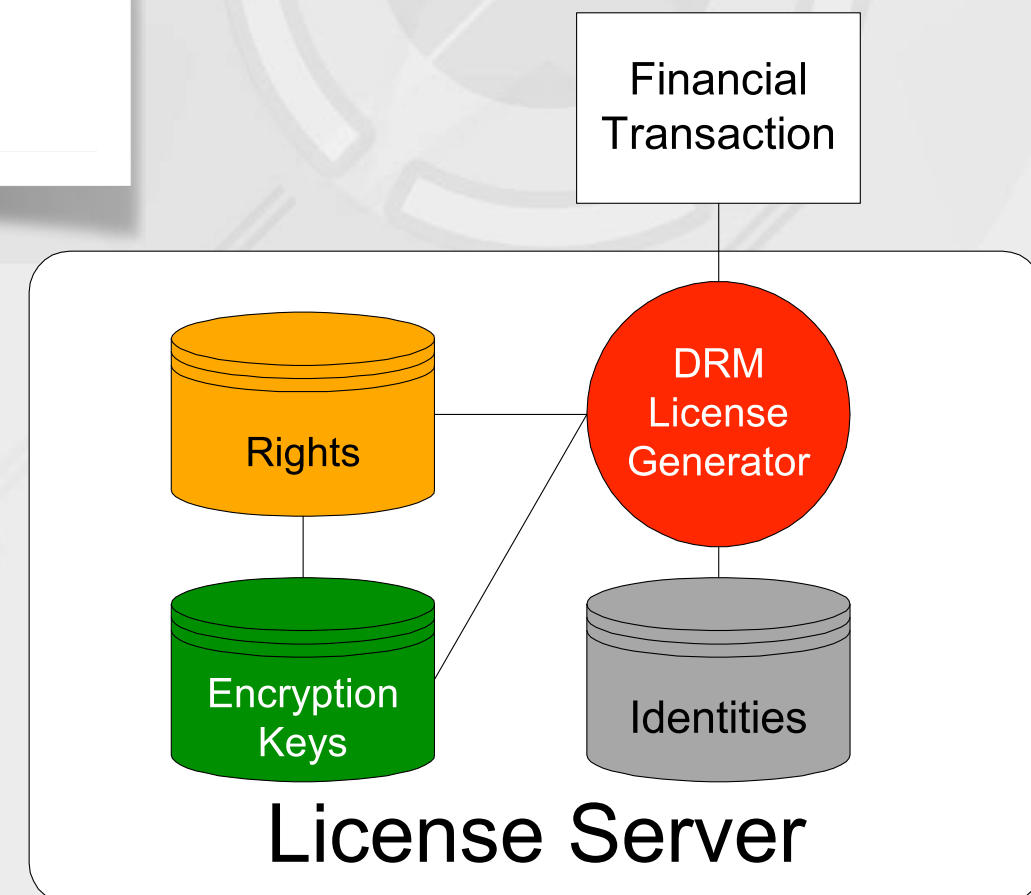 Financial
Transaction
DRM
License
Generator
Rights
Encryption
Keys
Identities
License Server